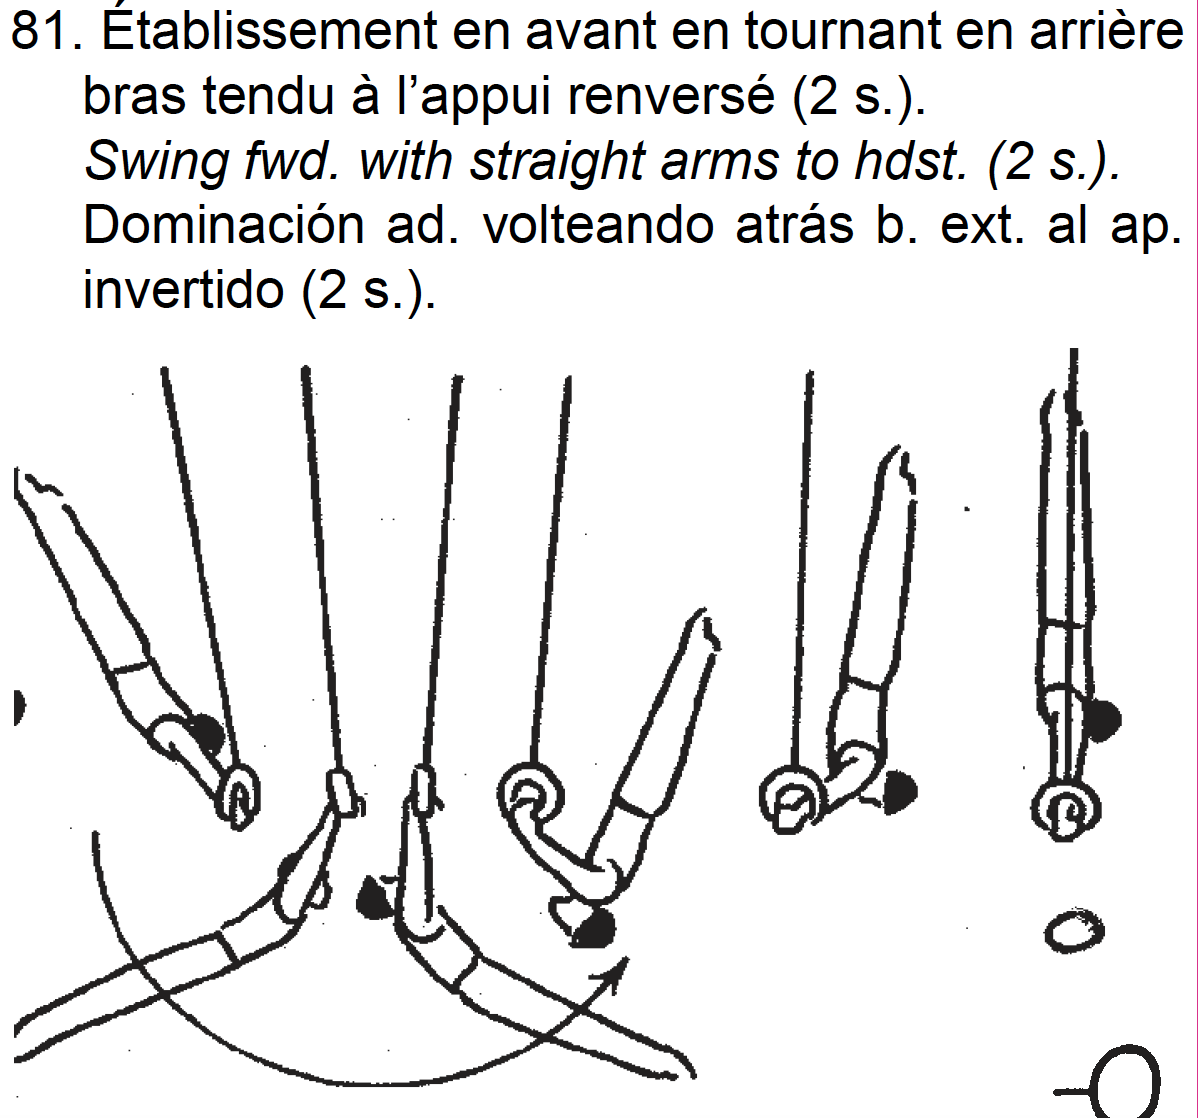 81. Établissement en avant en tournant en arrière
bras tendu à l’appui renversé (2 s.).
Swing fwd. with straight arms to hdst. (2 s.).
Dominación ad. volteando atrás b. ext. al ap.
invertido (2 s.).